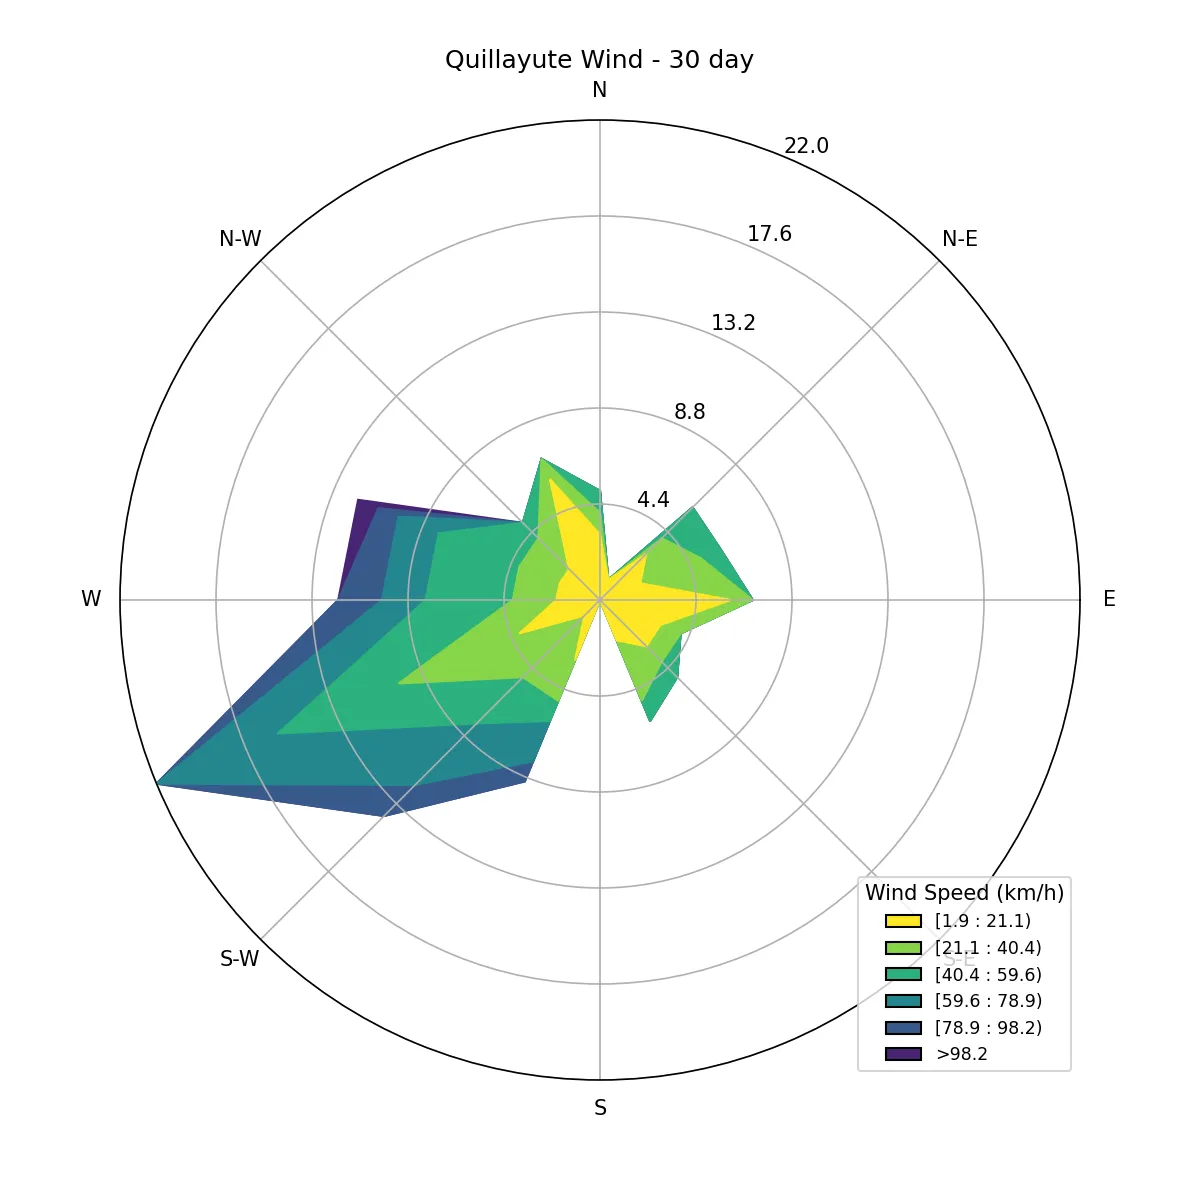 Quillayute Wind - 30 day
N
22.0
N-W
17.6
N-E
13.2
8.8
4.4
W
E
S-W
S-E
S
Wind Speed (km/h)
[1.9 : 21.1)
[21.1 : 40.4)
[40.4 : 59.6)
[59.6 : 78.9)
[78.9 : 98.2)
>98.2